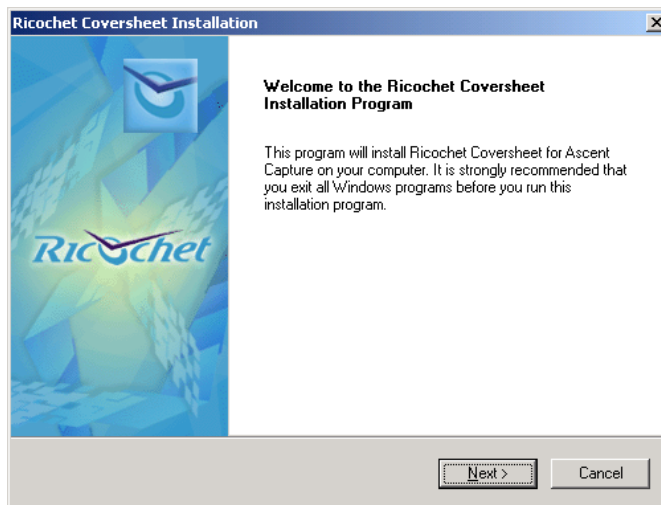 Ricochet Coversheet Installation
Welcome to the Ricochet Coversheet
Installation Program
This program will install Ricochet Coversheet for Ascent
Capture on your computer. It is strongly recommended that
you exit all Windows programs before you run this
installation program.
Ricochet
Next >
Cancel